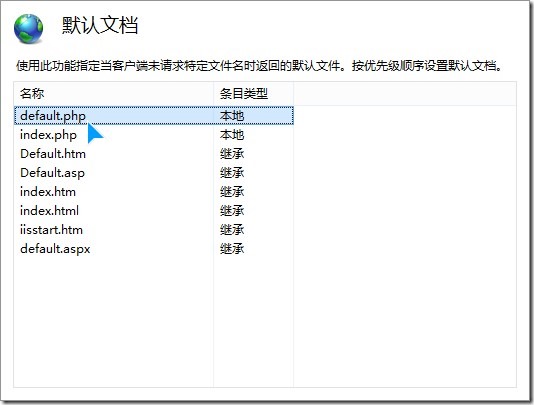 默认文档
使用此功能指定当客户端未请求特定文件名时返回的默认文件。按优先级顺序设置默认文档。
名称 条目类型
default.php 本地
index.php 本地
Default.htm 继承
Default.asp 继承
index.htm 继承
index.html 继承
iisstart.htm 继承
default.aspx 继承